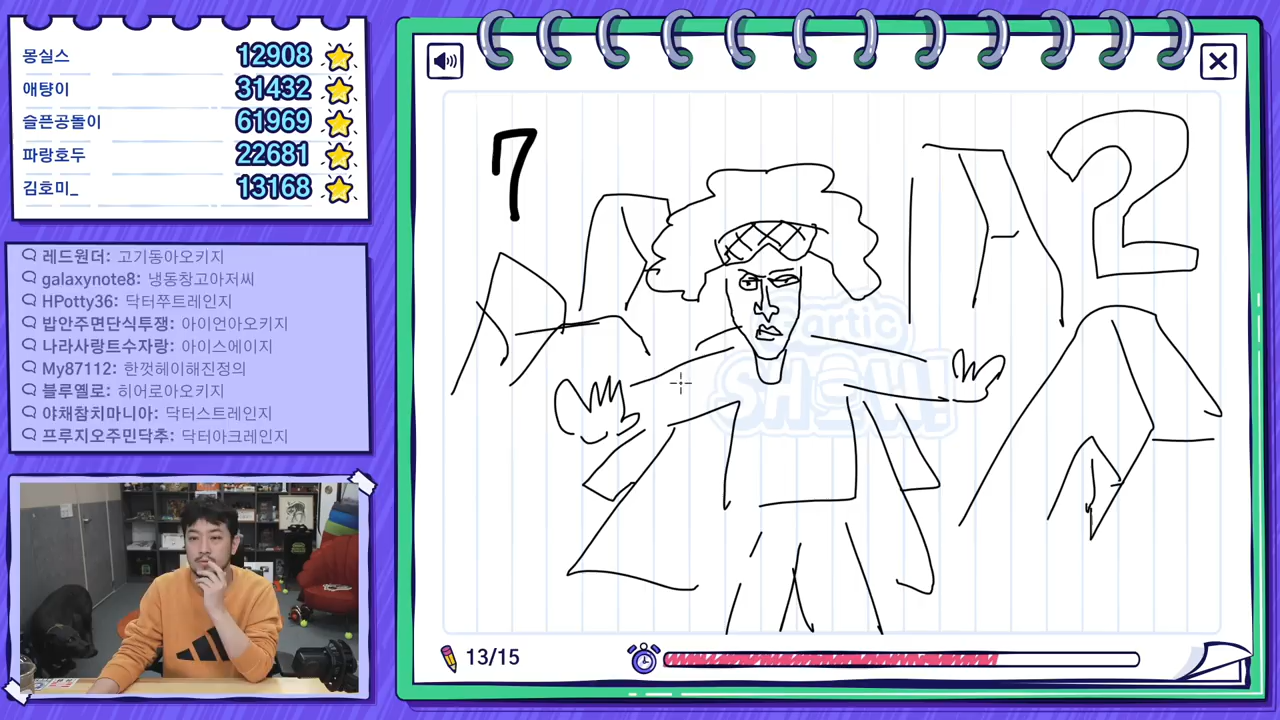 몽실스 12908
애턍이 31432
슬픈공돌이 61969
파랑호두 22681
김호미_ 13168
레드원더: 고기동아오키지
galaxynote8: 냉동창고아저씨
HPotty36: 닥터쭈트레인지
밥안주면단식투쟁: 아이언아오키지
나라사랑트수자랑: 아이스에이지
My87112: 한껏헤이해진정의
블루옐로: 히어로아오키지
야채참치마니아: 닥터스트레인지
프루지오주민닥추: 닥터아크레인지
7
2
Gartic
SHOW!
13/15